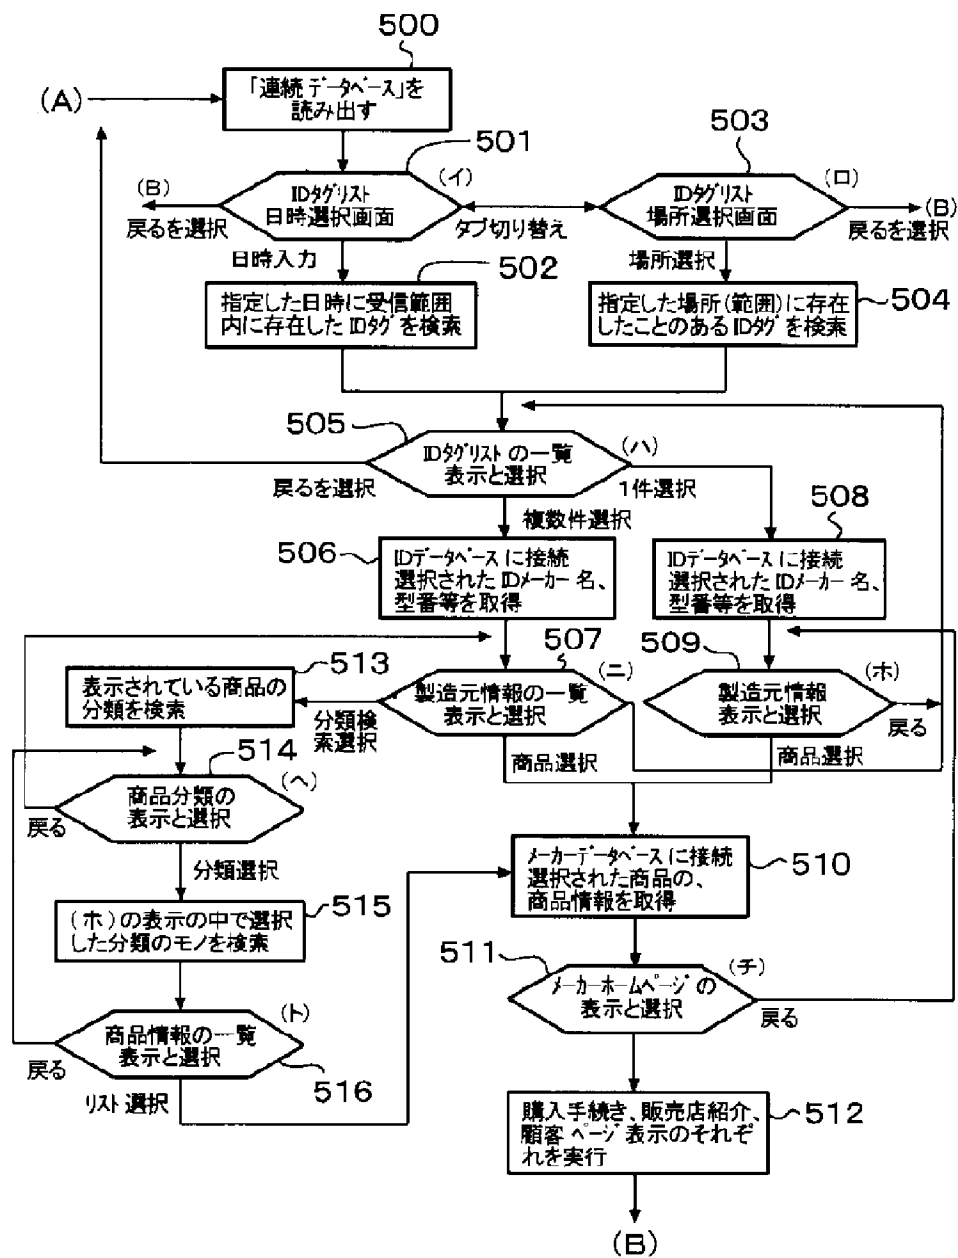 500
「連続データベース」を
読み出す
(A)
501
503
(B)
IDタグリスト
日時選択画面
(イ)
IDタグリスト
場所選択画面
(ロ)
(B)
戻るを選択
タブ切り替え
戻るを選択
日時入力
502
場所選択
指定した日時に受信範囲
内に存在したIDタグを検索
指定した場所(範囲)に存在
したことのあるIDタグを検索
504
505
IDタグリストの一覧
表示と選択
(ハ)
戻るを選択
1件選択
複数件選択
508
506
IDデータベースに接続
選択されたIDメーカー名、
型番等を取得
IDデータベースに接続
選択されたIDメーカー名、
型番等を取得
507
509
513
表示されている商品の
分類を検索
製造元情報の一覧
表示と選択
(ニ)
製造元情報
表示と選択
(ホ)
戻る
分類検
索選択
514
商品選択
商品選択
商品分類の
表示と選択
(ヘ)
戻る
分類選択
メーカーデータベースに接続
選択された商品の、
商品情報を取得
510
515
(ホ)の表示の中で選択
した分類のモノを検索
511
メーカーホームページの
表示と選択
(チ)
戻る
商品情報の一覧
表示と選択
(ト)
戻る
516
リスト選択
購入手続き、販売店紹介、
顧客ページ表示のそれぞ
れを実行
512
(B)